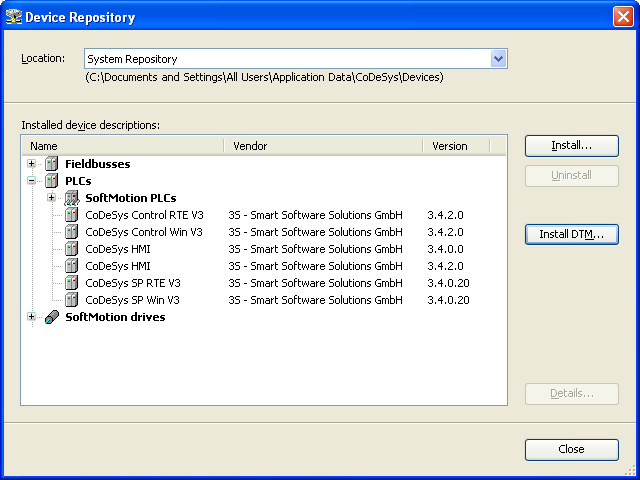 Device Repository
Location: System Repository
(C:\Documents and Settings\All Users\Application Data\CoDeSys\Devices)
Installed device descriptions:
Name Vendor Version
Fieldbusses
PLCs
SoftMotion PLCs
CoDeSys Control RTE V3 3S - Smart Software Solutions GmbH 3.4.2.0
CoDeSys Control Win V3 3S - Smart Software Solutions GmbH 3.4.2.0
CoDeSys HMI 3S - Smart Software Solutions GmbH 3.4.0.0
CoDeSys HMI 3S - Smart Software Solutions GmbH 3.4.2.0
CoDeSys SP RTE V3 3S - Smart Software Solutions GmbH 3.4.0.20
CoDeSys SP Win V3 3S - Smart Software Solutions GmbH 3.4.0.20
SoftMotion drives
Install...
Uninstall
Install DTM...
Details...
Close